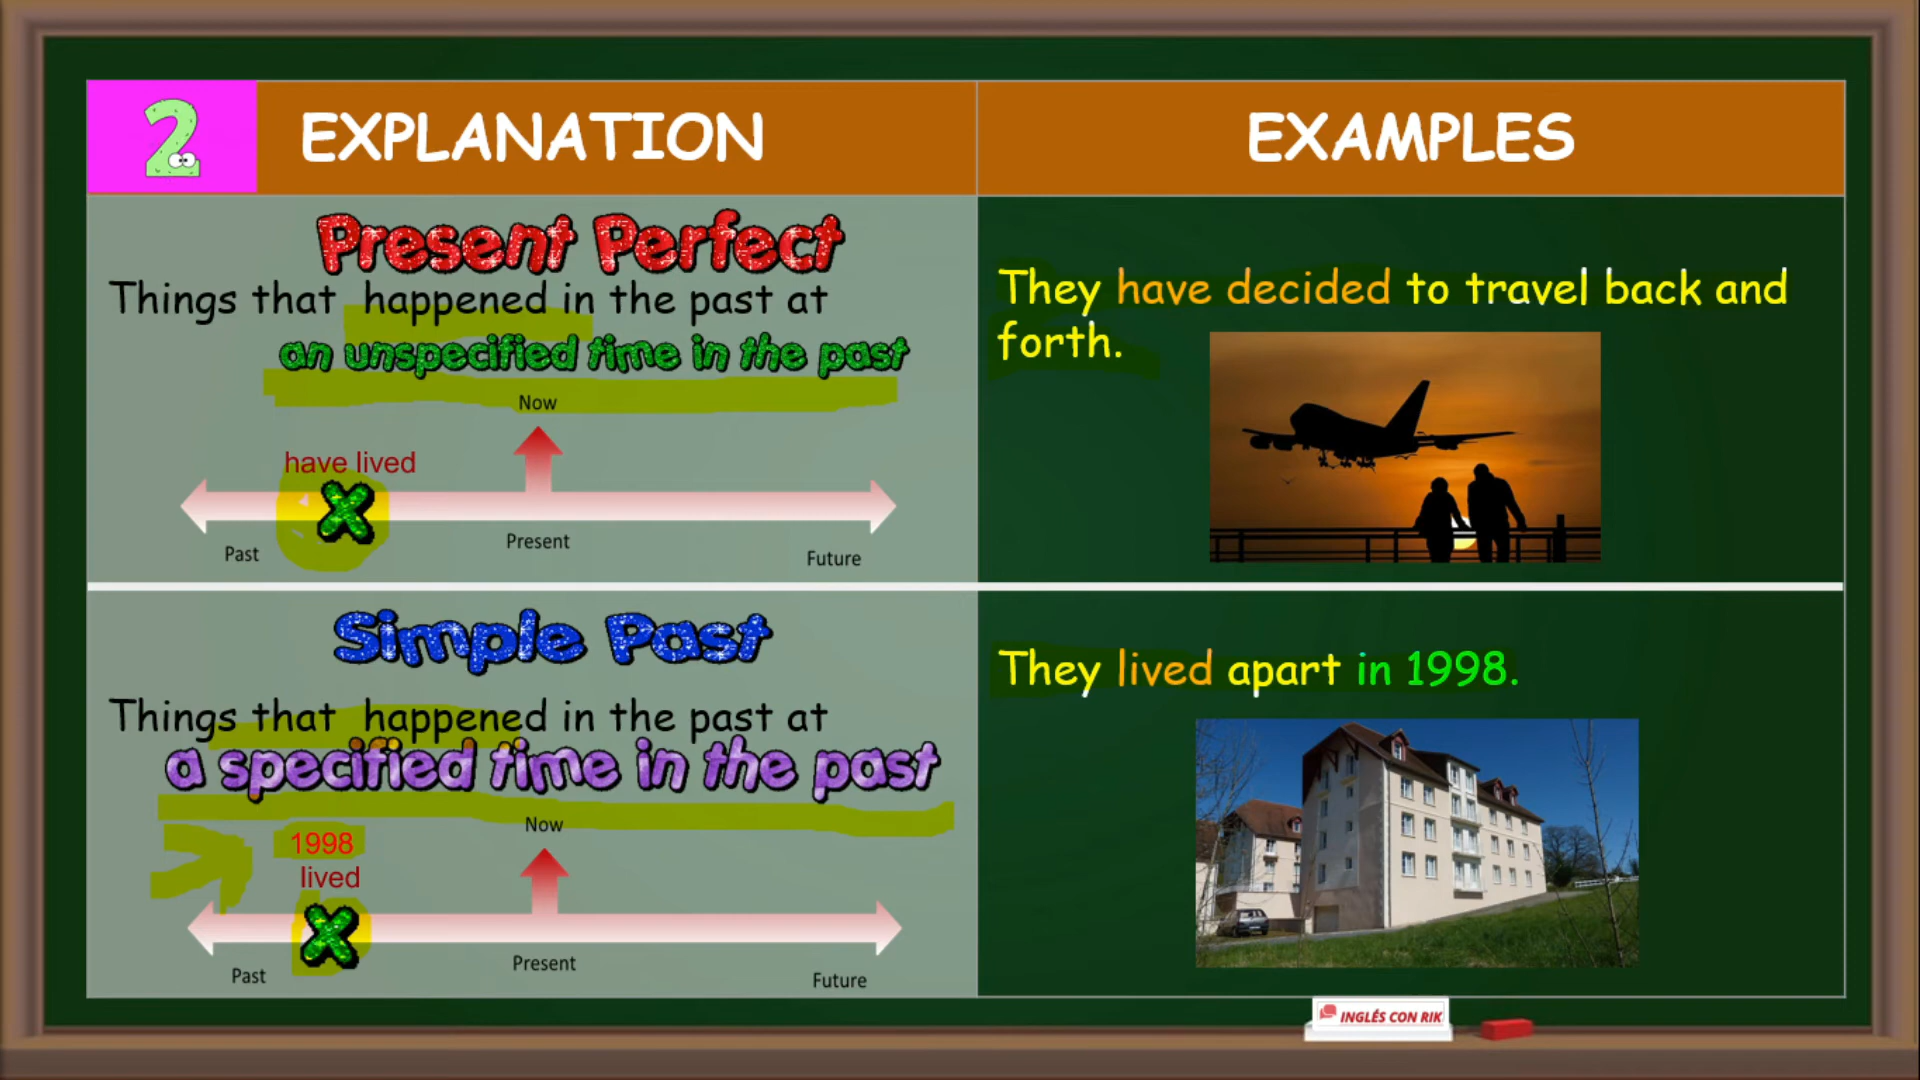 2 EXPLANATION
EXAMPLES
Present Perfect
Things that happened in the past at
an unspecified time in the past
Now
have lived
X
Past
Present
Future
They have decided to travel back and
forth.
Simple Past
Things that happened in the past at
a specified time in the past
Now
1998
lived
X
Past
Present
Future
They lived apart in 1998.
INGLÉS CON RIK